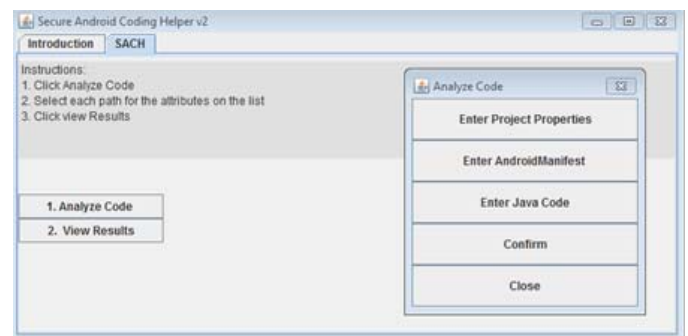 Secure Android Coding Helper v2
Introduction SACH
Instructions:
1. Click Analyze Code
2. Select each path for the attributes on the list
3. Click view Results
1. Analyze Code
2. View Results
Analyze Code
Enter Project Properties
Enter AndroidManifest
Enter Java Code
Confirm
Close